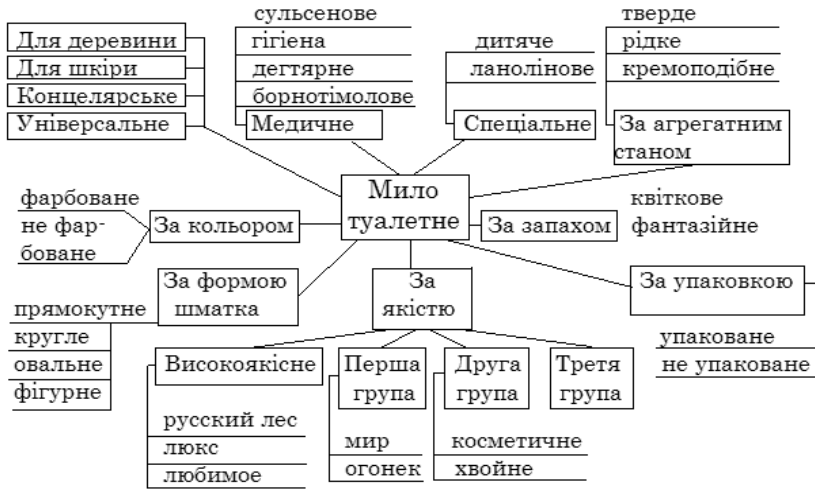 Для деревини
Для шкіри
Концелярське
Універсальне
сульсенове
гігієна
дегтярне
борнотімолове
Медичне
дитяче
ланолінове
Спеціальне
тверде
рідке
кремоподібне
За агрегатним
станом
Мило
туалетне
фарбоване
не фар-
боване
За кольором
За запахом
квіткове
фантазійне
За формою
шматка
прямокутне
кругле
овальне
фігурне
За
якістю
За упаковкою
упаковане
не упаковане
Високоякісне
русский лес
люкс
любимое
Перша
група
мир
огонек
Друга
група
косметичне
хвойне
Третя
група